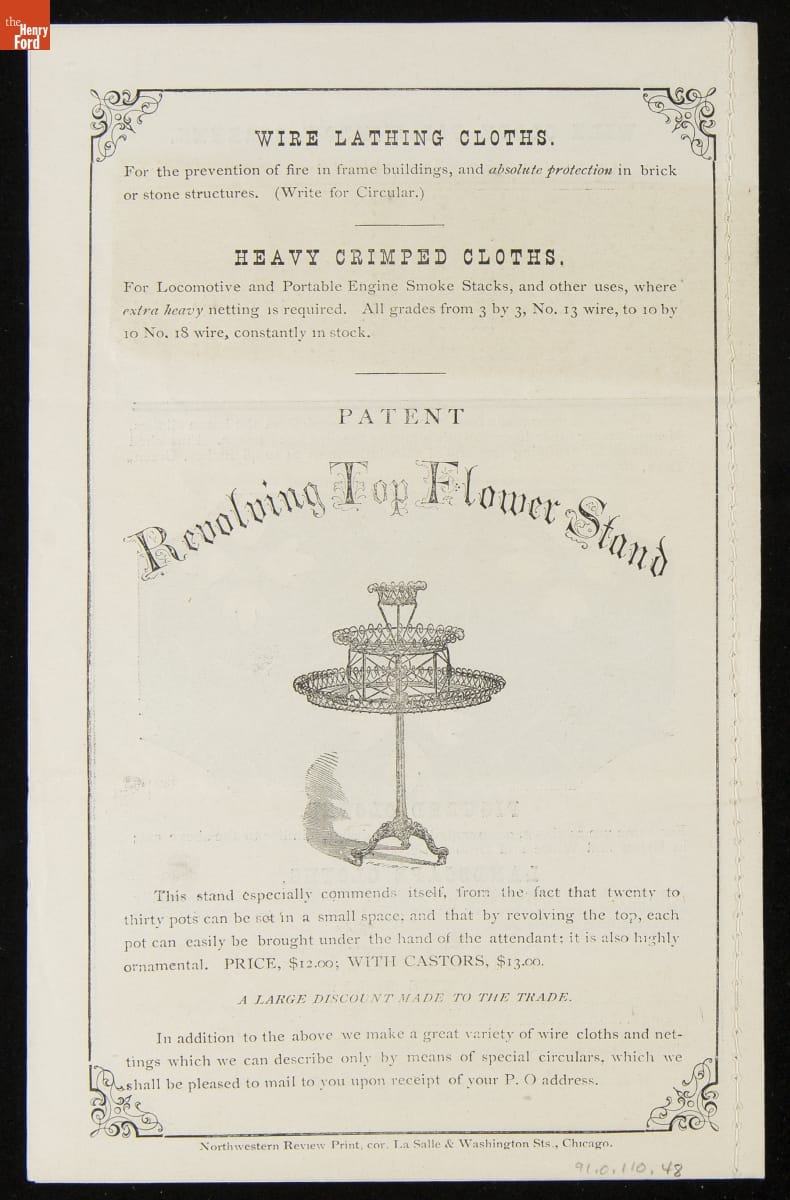 the
Henry
Ford
WIRE LATHING CLOTHS.
For the prevention of fire in frame buildings, and absolute protection in brick
or stone structures. (Write for Circular.)
HEAVY CRIMPED CLOTHS.
For Locomotive and Portable Engine Smoke Stacks, and other uses, where
extra heavy netting is required. All grades from 3 by 3, No. 13 wire, to 10 by
10 No. 18 wire, constantly in stock.
PATENT
Revolving Top Flower Stand
This stand especially commends itself, from the fact that twenty to
thirty pots can be set in a small space, and that by revolving the top, each
pot can easily be brought under the hand of the attendant; it is also highly
ornamental. PRICE, $12.00; WITH CASTORS, $13.00.
A LARGE DISCOUNT MADE TO THE TRADE.
In addition to the above we make a great variety of wire cloths and net-
tings which we can describe only by means of special circulars, which we
shall be pleased to mail to you upon receipt of your P. O address.
Northwestern Review Print, cor. La Salle & Washington Sts., Chicago.
91.0.110.48